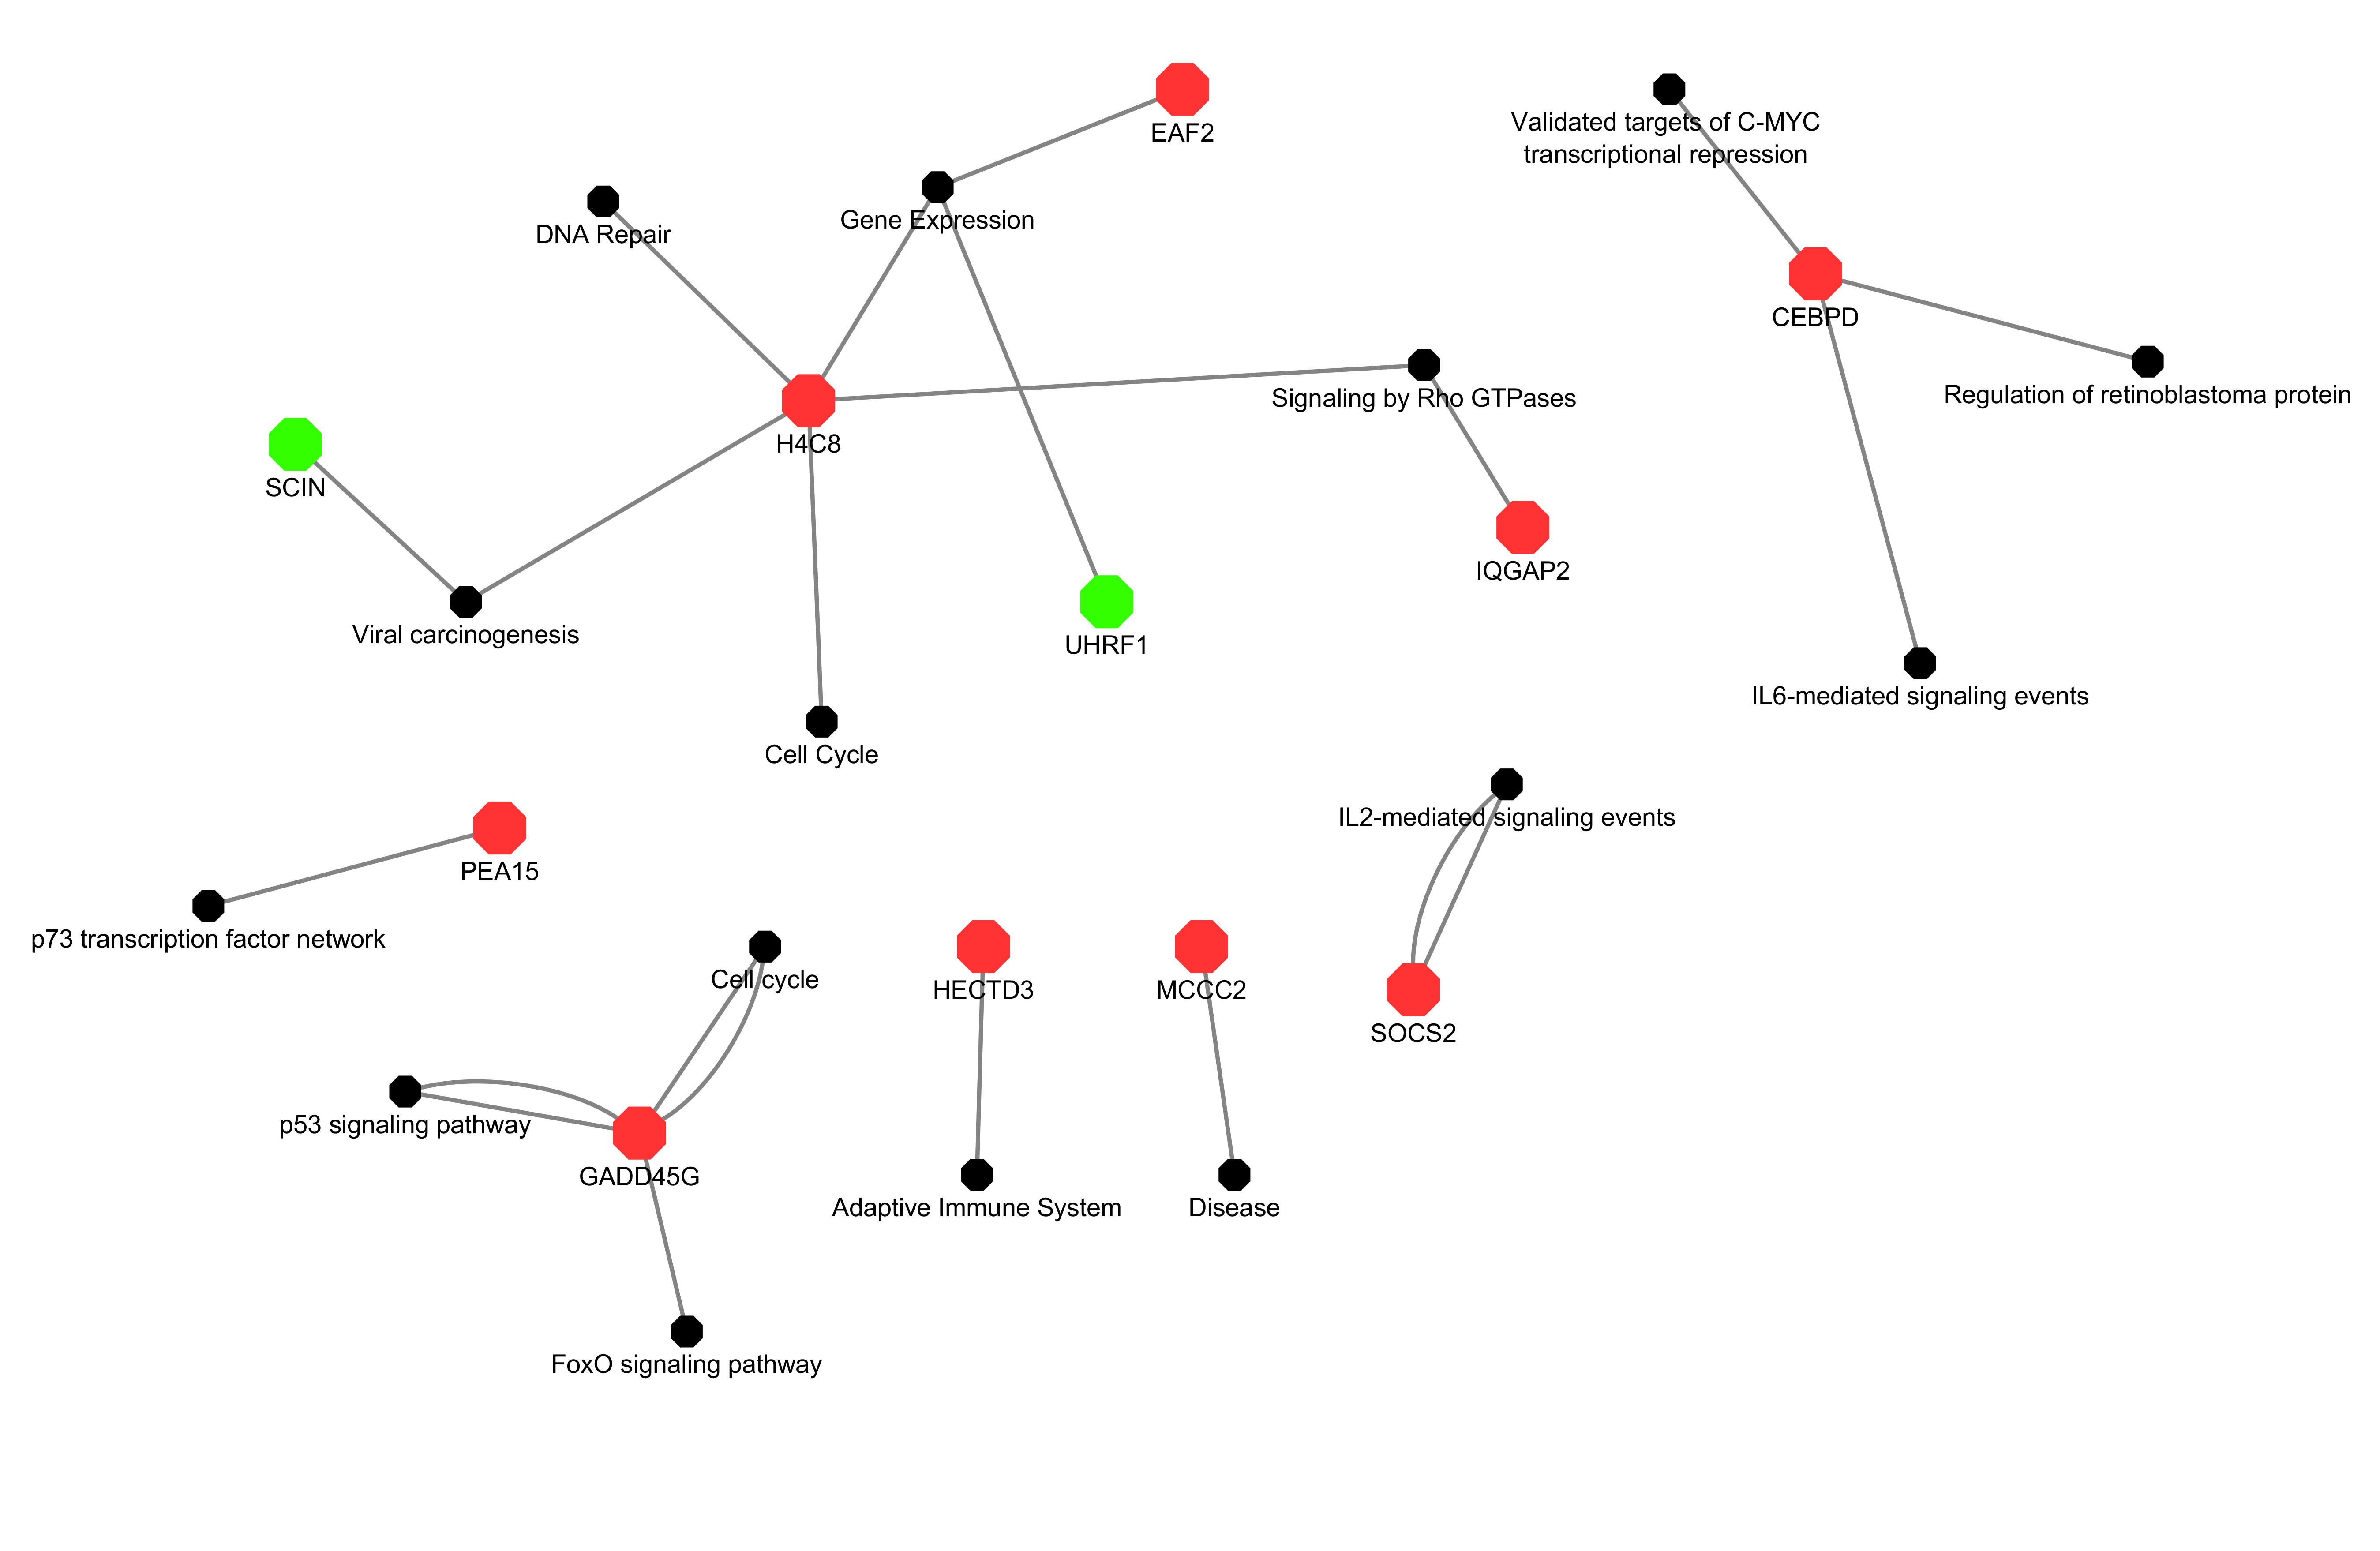 EAF2
Validated targets of C-MYC
transcriptional repression
DNA Repair
Gene Expression
CEBPD
Signaling by Rho GTPases
Regulation of retinoblastoma protein
H4C8
SCIN
IQGAP2
Viral carcinogenesis
UHRF1
IL6-mediated signaling events
Cell Cycle
IL2-mediated signaling events
PEA15
p73 transcription factor network
Cell cycle
HECTD3
MCCC2
SOCS2
p53 signaling pathway
GADD45G
Adaptive Immune System
Disease
FoxO signaling pathway